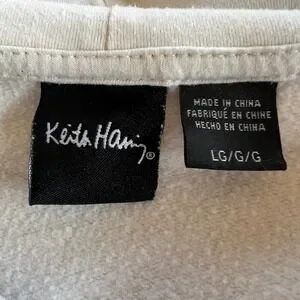 Keith Haring®
MADE IN CHINA
FABRIQUÉ EN CHINE
HECHO EN CHINA
LG/G/G